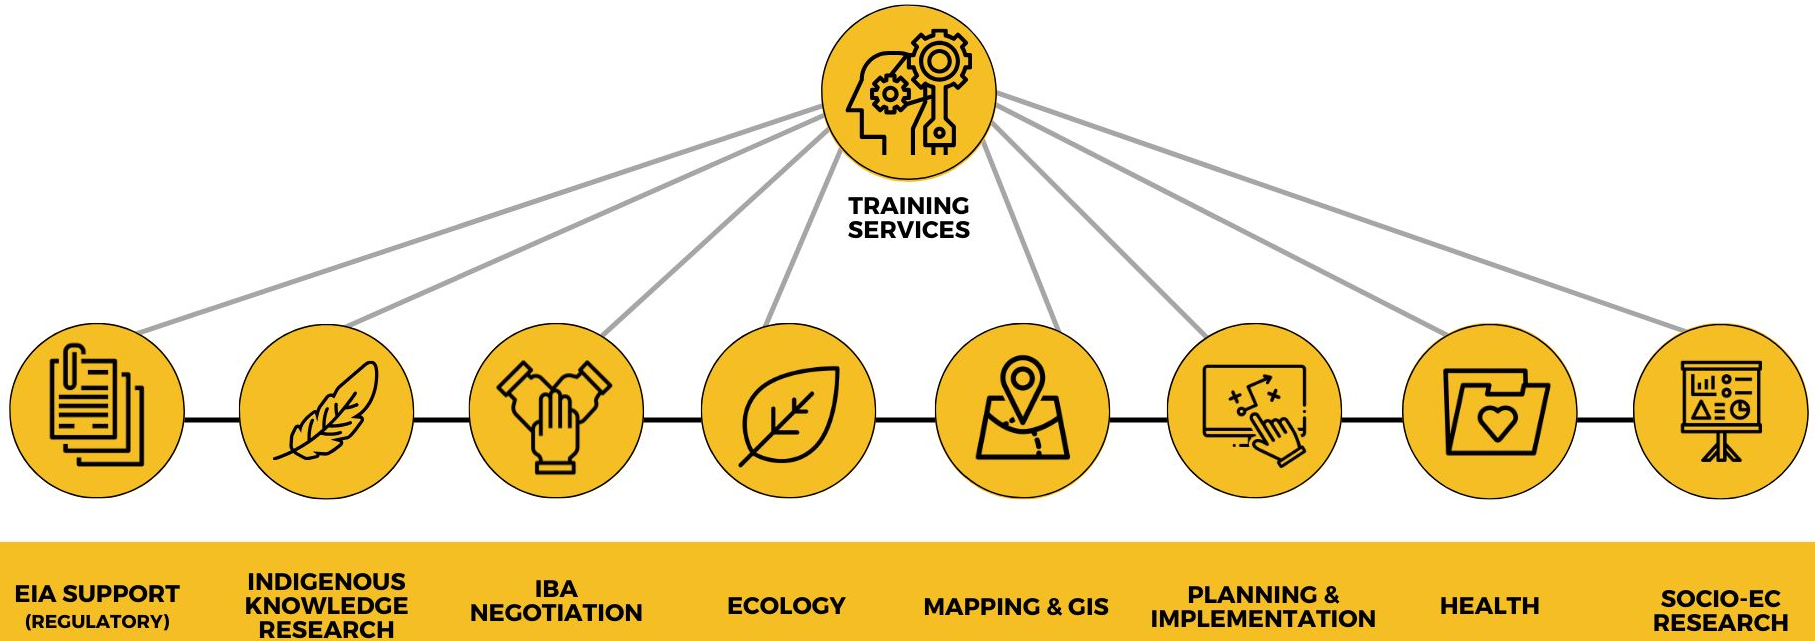 TRAINING
SERVICES
EIA SUPPORT
(REGULATORY)
INDIGENOUS
KNOWLEDGE
RESEARCH
IBA
NEGOTIATION
ECOLOGY
MAPPING & GIS
PLANNING &
IMPLEMENTATION
HEALTH
SOCIO-EC
RESEARCH